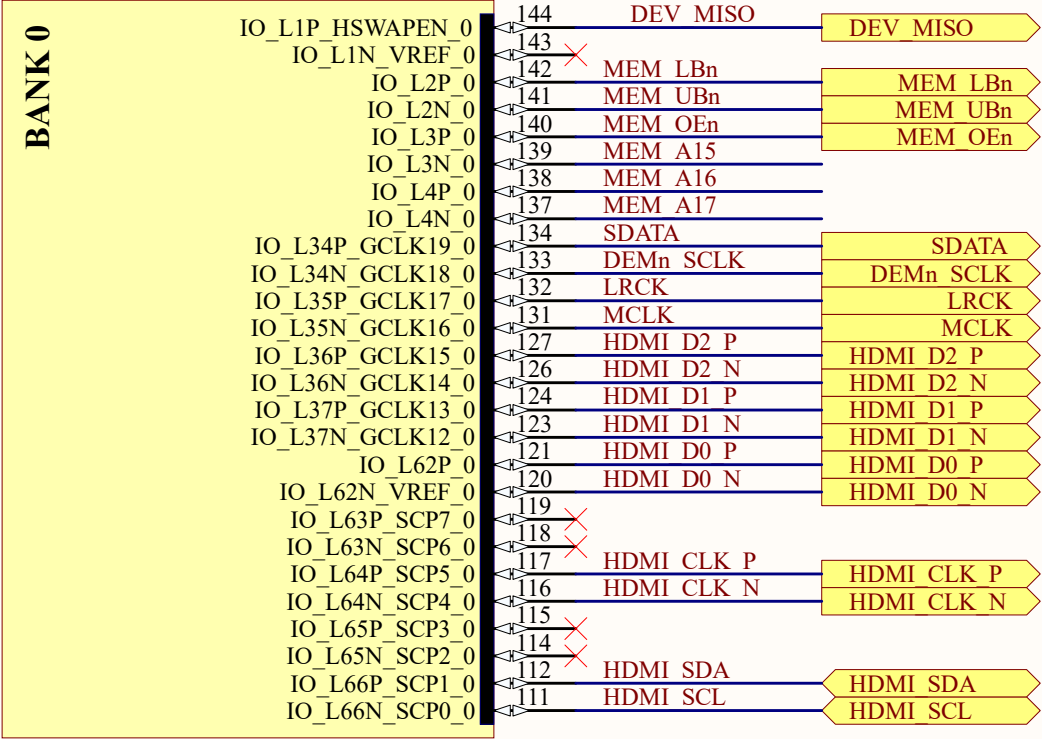 BANK 0
IO_L1P_HSWAPEN_0 144 DEV_MISO DEV_MISO
IO_L1N_VREF_0 143
IO_L2P_0 142 MEM_LBn MEM_LBn
IO_L2N_0 141 MEM_UBn MEM_UBn
IO_L3P_0 140 MEM_OEn MEM_OEn
IO_L3N_0 139 MEM_A15
IO_L4P_0 138 MEM_A16
IO_L4N_0 137 MEM_A17
IO_L34P_GCLK19_0 134 SDATA SDATA
IO_L34N_GCLK18_0 133 DEMn_SCLK DEMn_SCLK
IO_L35P_GCLK17_0 132 LRCK LRCK
IO_L35N_GCLK16_0 131 MCLK MCLK
IO_L36P_GCLK15_0 127 HDMI_D2_P HDMI_D2_P
IO_L36N_GCLK14_0 126 HDMI_D2_N HDMI_D2_N
IO_L37P_GCLK13_0 124 HDMI_D1_P HDMI_D1_P
IO_L37N_GCLK12_0 123 HDMI_D1_N HDMI_D1_N
IO_L62P_0 121 HDMI_D0_P HDMI_D0_P
IO_L62N_VREF_0 120 HDMI_D0_N HDMI_D0_N
IO_L63P_SCP7_0 119
IO_L63N_SCP6_0 118
IO_L64P_SCP5_0 117 HDMI_CLK_P HDMI_CLK_P
IO_L64N_SCP4_0 116 HDMI_CLK_N HDMI_CLK_N
IO_L65P_SCP3_0 115
IO_L65N_SCP2_0 114
IO_L66P_SCP1_0 112 HDMI_SDA HDMI_SDA
IO_L66N_SCP0_0 111 HDMI_SCL HDMI_SCL